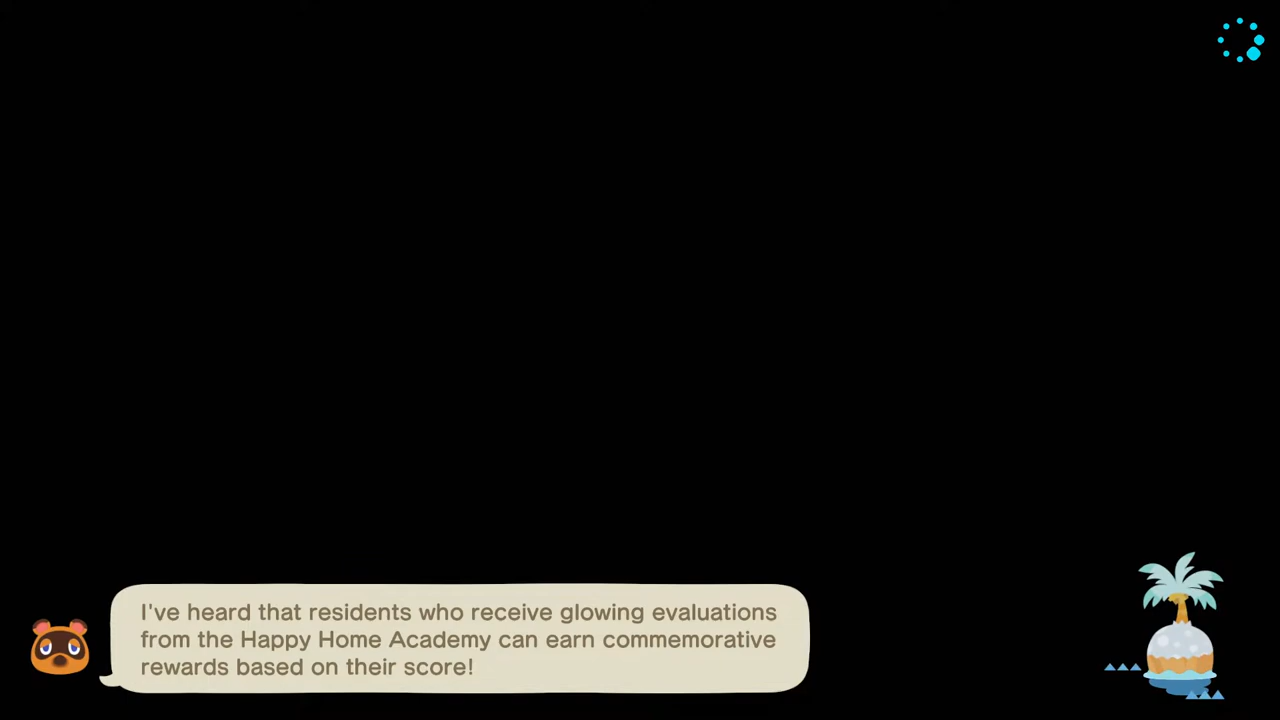 I've heard that residents who receive glowing evaluations
from the Happy Home Academy can earn commemorative
rewards based on their score!